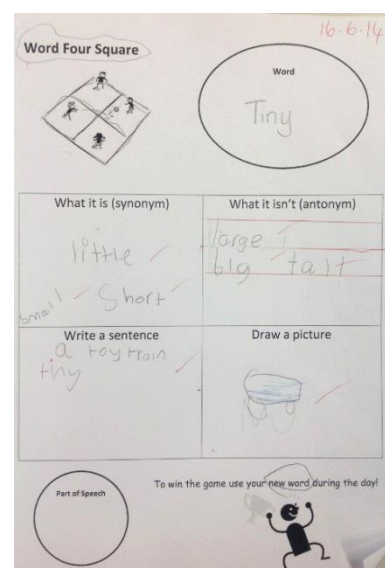 16.6.14
Word Four Square
Word
Tiny
What it is (synonym)
What it isn't (antonym)
little
large
big tall
small Short
Write a sentence
Draw a picture
a toy train
tiny
Part of Speech
To win the game use your new word during the day!